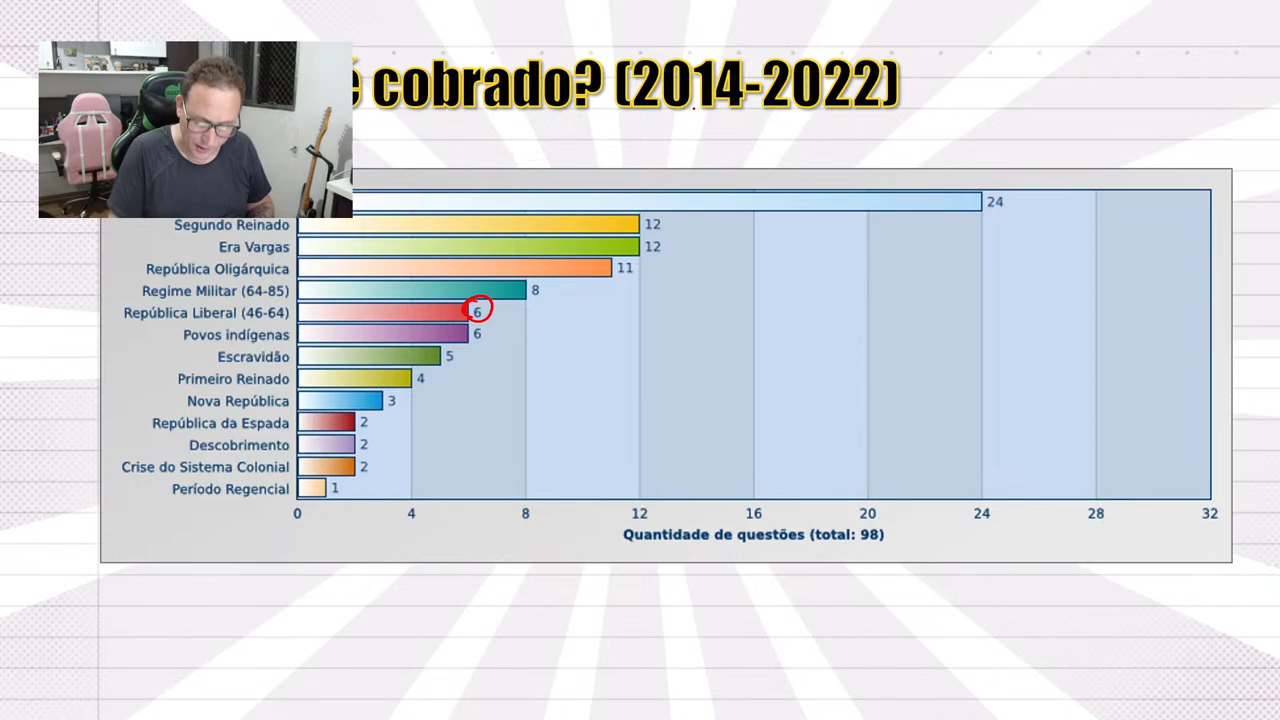 é cobrado? (2014-2022)
24
Segundo Reinado 12
Era Vargas 12
República Oligárquica 11
Regime Militar (64-85) 8
República Liberal (46-64) 6
Povos indígenas 6
Escravidão 5
Primeiro Reinado 4
Nova República 3
República da Espada 2
Descobrimento 2
Crise do Sistema Colonial 2
Período Regencial 1
0 4 8 12 16 20 24 28 32
Quantidade de questões (total: 98)